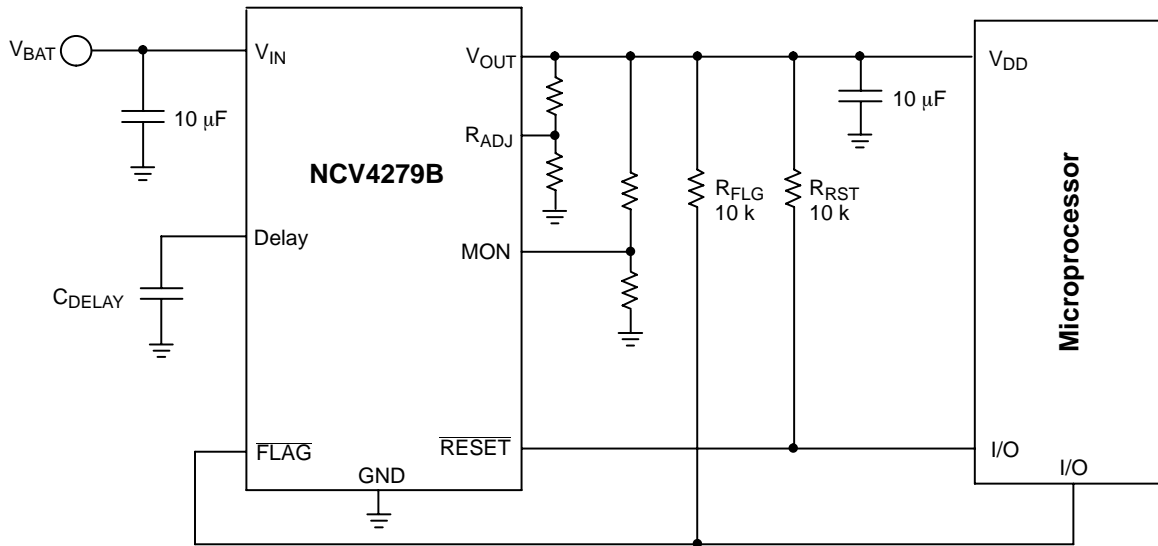 V_BAT
V_IN
V_OUT
V_DD
10 μF
10 μF
R_ADJ
NCV4279B
R_FLG
10 k
R_RST
10 k
Delay
MON
C_DELAY
Microprocessor
FLAG
RESET
GND
I/O
I/O